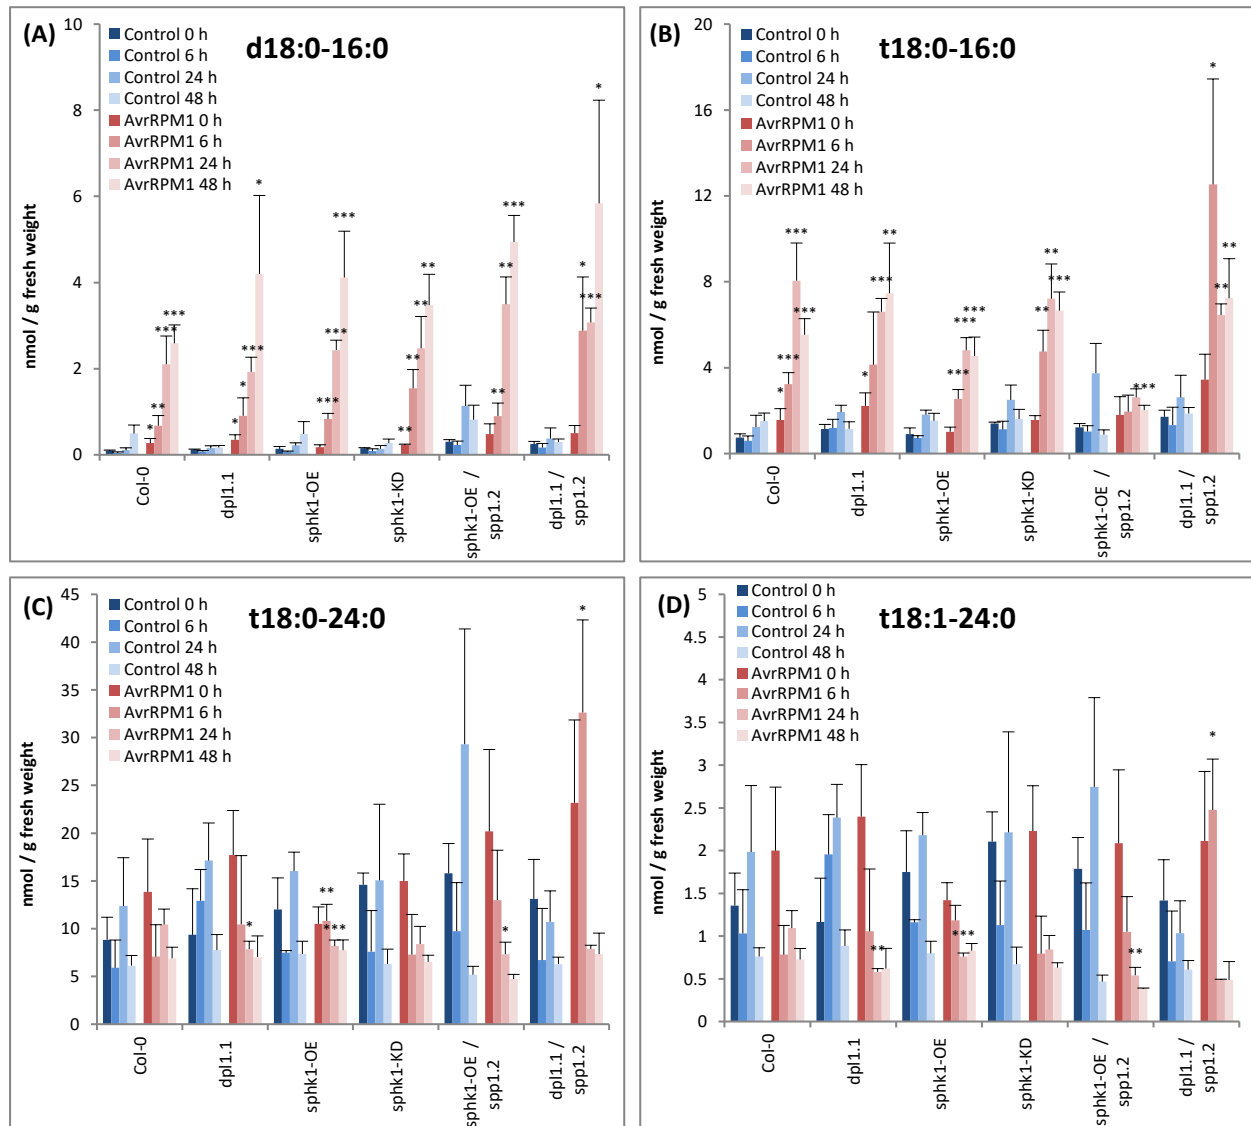 (A)
d18:0-16:0
Control 0 h
Control 6 h
Control 24 h
Control 48 h
AvrRPM1 0 h
AvrRPM1 6 h
AvrRPM1 24 h
AvrRPM1 48 h
nmol / g fresh weight
10
8
6
4
2
0
* ** *** ***
* * *** *
* *** ***
** ** ** **
** ** ***
* *** *
Col-0
dpl1.1
sphk1-OE
sphk1-KD
sphk1-OE /
spp1.2
dpl1.1 /
spp1.2
(B)
t18:0-16:0
Control 0 h
Control 6 h
Control 24 h
Control 48 h
AvrRPM1 0 h
AvrRPM1 6 h
AvrRPM1 24 h
AvrRPM1 48 h
nmol / g fresh weight
20
16
12
8
4
0
* *** *** ***
* *** **
*** *** ***
** ** ***
***
* ** **
Col-0
dpl1.1
sphk1-OE
sphk1-KD
sphk1-OE /
spp1.2
dpl1.1 /
spp1.2
(C)
t18:0-24:0
Control 0 h
Control 6 h
Control 24 h
Control 48 h
AvrRPM1 0 h
AvrRPM1 6 h
AvrRPM1 24 h
AvrRPM1 48 h
nmol / g fresh weight
45
40
35
30
25
20
15
10
5
0
*
** ***
*
*
Col-0
dpl1.1
sphk1-OE
sphk1-KD
sphk1-OE /
spp1.2
dpl1.1 /
spp1.2
(D)
t18:1-24:0
Control 0 h
Control 6 h
Control 24 h
Control 48 h
AvrRPM1 0 h
AvrRPM1 6 h
AvrRPM1 24 h
AvrRPM1 48 h
nmol / g fresh weight
5
4.5
4
3.5
3
2.5
2
1.5
1
0.5
0
**
***
**
*
Col-0
dpl1.1
sphk1-OE
sphk1-KD
sphk1-OE /
spp1.2
dpl1.1 /
spp1.2